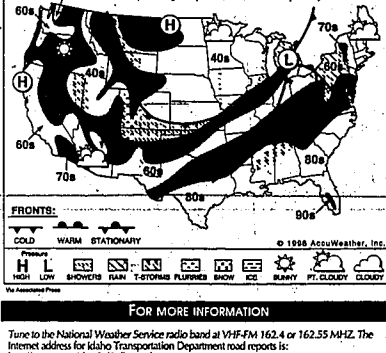 60s
H
70s
40s
L
60s
H
40s
60s
60s
80s
70s
80s
90s
FRONTS:
COLD WARM STATIONARY
© 1996 AccuWeather, Inc.
Pressure
H L
HIGH LOW SHOWERS RAIN T-STORMS FLURRIES SNOW ICE SUNNY PT. CLOUDY CLOUDY
Via Associated Press
FOR MORE INFORMATION
Tune to the National Weather Service radio band at VHF-FM 162.4 or 162.55 MHZ. The
Internet address for Idaho Transportation Department road reports is: